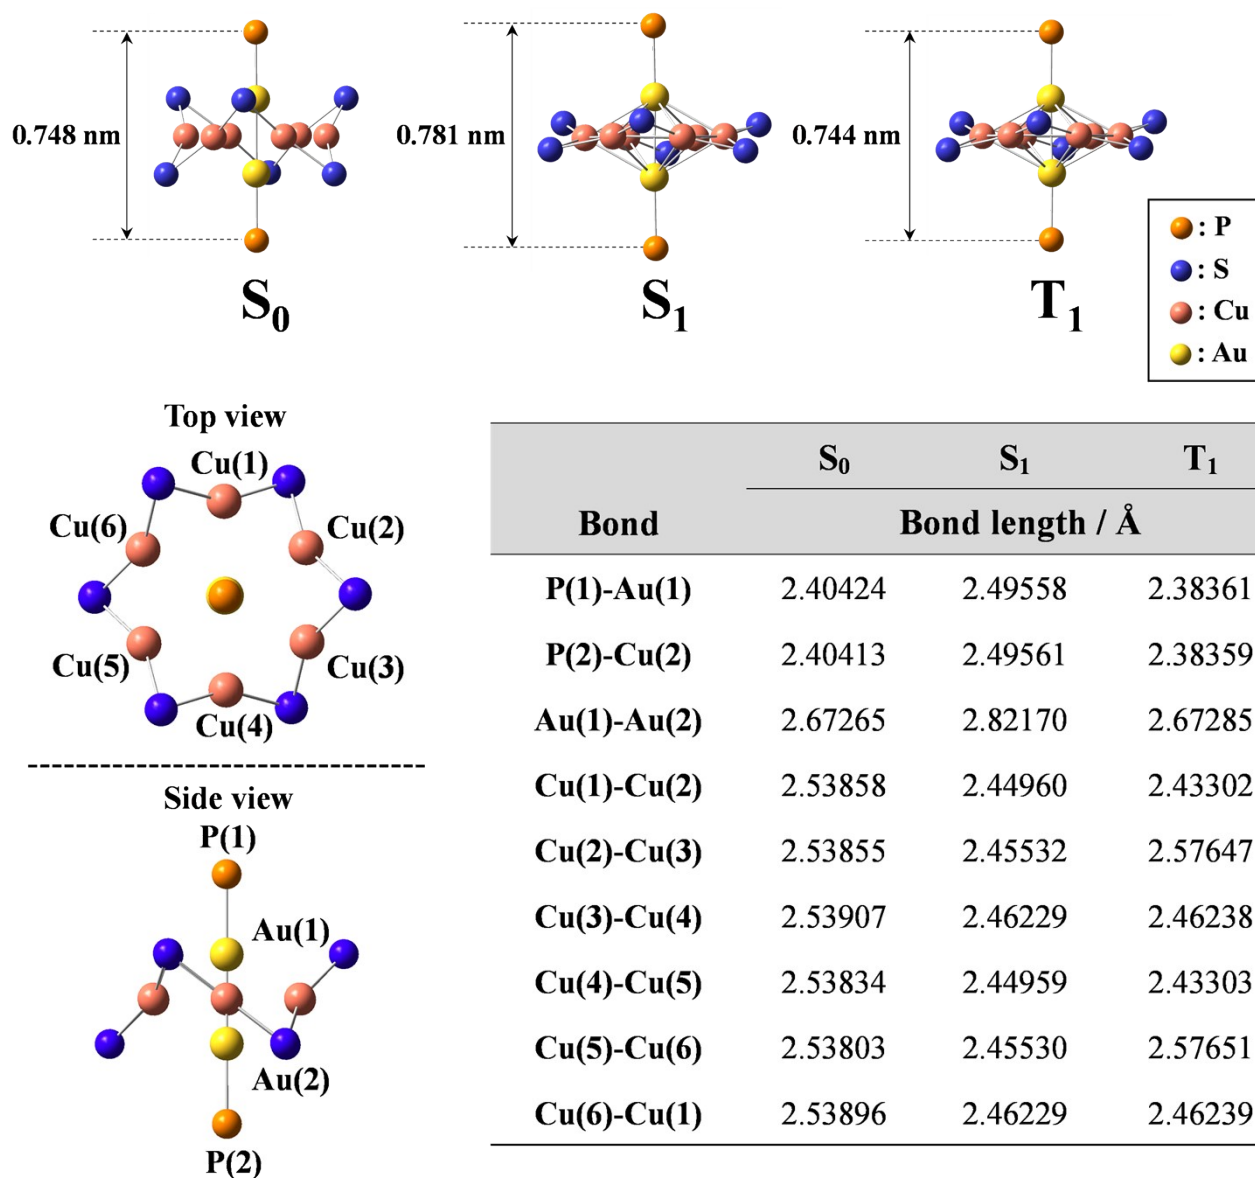 0.748 nm
0.781 nm
0.744 nm
S₀
S₁
T₁
: P
: S
: Cu
: Au
Top view
Cu(1)
Cu(6)
Cu(2)
Cu(5)
Cu(3)
Cu(4)
Side view
P(1)
Au(1)
Au(2)
P(2)
S₀ S₁ T₁
Bond Bond length / Å
P(1)-Au(1) 2.40424 2.49558 2.38361
P(2)-Cu(2) 2.40413 2.49561 2.38359
Au(1)-Au(2) 2.67265 2.82170 2.67285
Cu(1)-Cu(2) 2.53858 2.44960 2.43302
Cu(2)-Cu(3) 2.53855 2.45532 2.57647
Cu(3)-Cu(4) 2.53907 2.46229 2.46238
Cu(4)-Cu(5) 2.53834 2.44959 2.43303
Cu(5)-Cu(6) 2.53803 2.45530 2.57651
Cu(6)-Cu(1) 2.53896 2.46229 2.46239